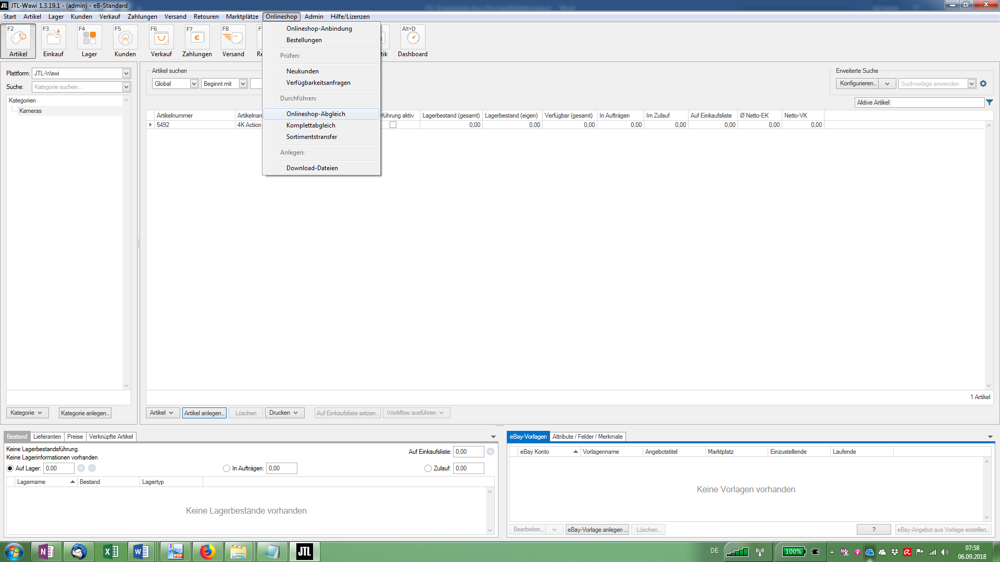 JTL JTL-Wawi 1.3.19.1 - (admin) - eB-Standard
Start Artikel Lager Kunden Verkauf Zahlungen Versand Retouren Marktplätze Onlineshop Admin Hilfe/Lizenzen
F2 F3 F4 F5 F6 F7 F8 Alt+D
Artikel Einkauf Lager Kunden Verkauf Zahlungen Versand Dashboard
Onlineshop-Anbindung
Bestellungen
Prüfen:
Neukunden
Verfügbarkeitsanfragen
Durchführen:
Onlineshop-Abgleich
Komplettabgleich
Sortimentstransfer
Anlegen:
Download-Dateien
Plattform: JTL-Wawi
Suche: Kategorie suchen...
Kategorien
Kameras
Kategorie Kategorie anlegen...
Artikel suchen
Global Beginnt mit
Erweiterte Suche
Konfigurieren... Suchvorlage anwenden
Aktive Artikel
Artikelnummer Artikelnam rführung aktiv Lagerbestand (gesamt) Lagerbestand (eigen) Verfügbar (gesamt) In Aufträgen Im Zulauf Auf Einkaufsliste Ø Netto-EK Netto-VK
5492 4K Action 0,00 0,00 0,00 0,00 0,00 0,00 0,00 0,00
1 Artikel
Artikel Artikel anlegen... Löschen Drucken Auf Einkaufsliste setzen... Workflow ausführen
Bestand Lieferanten Preise Verknüpfte Artikel
Keine Lagerbestandsführung.
Keine Lagerinformationen vorhanden
Auf Einkaufsliste: 0,00
Auf Lager: 0,00 In Aufträgen: 0,00 Zulauf: 0,00
Lagername Bestand Lagertyp
Keine Lagerbestände vorhanden
eBay-Vorlagen Attribute / Felder / Merkmale
eBay Konto Vorlagenname Angebotstitel Marktplatz Einzustellende Laufende
Keine Vorlagen vorhanden
Bearbeiten... eBay-Vorlage anlegen ... Löschen... ? eBay-Angebot aus Vorlage erstellen...
PDF JTL DE 100% 07:58
06.09.2018